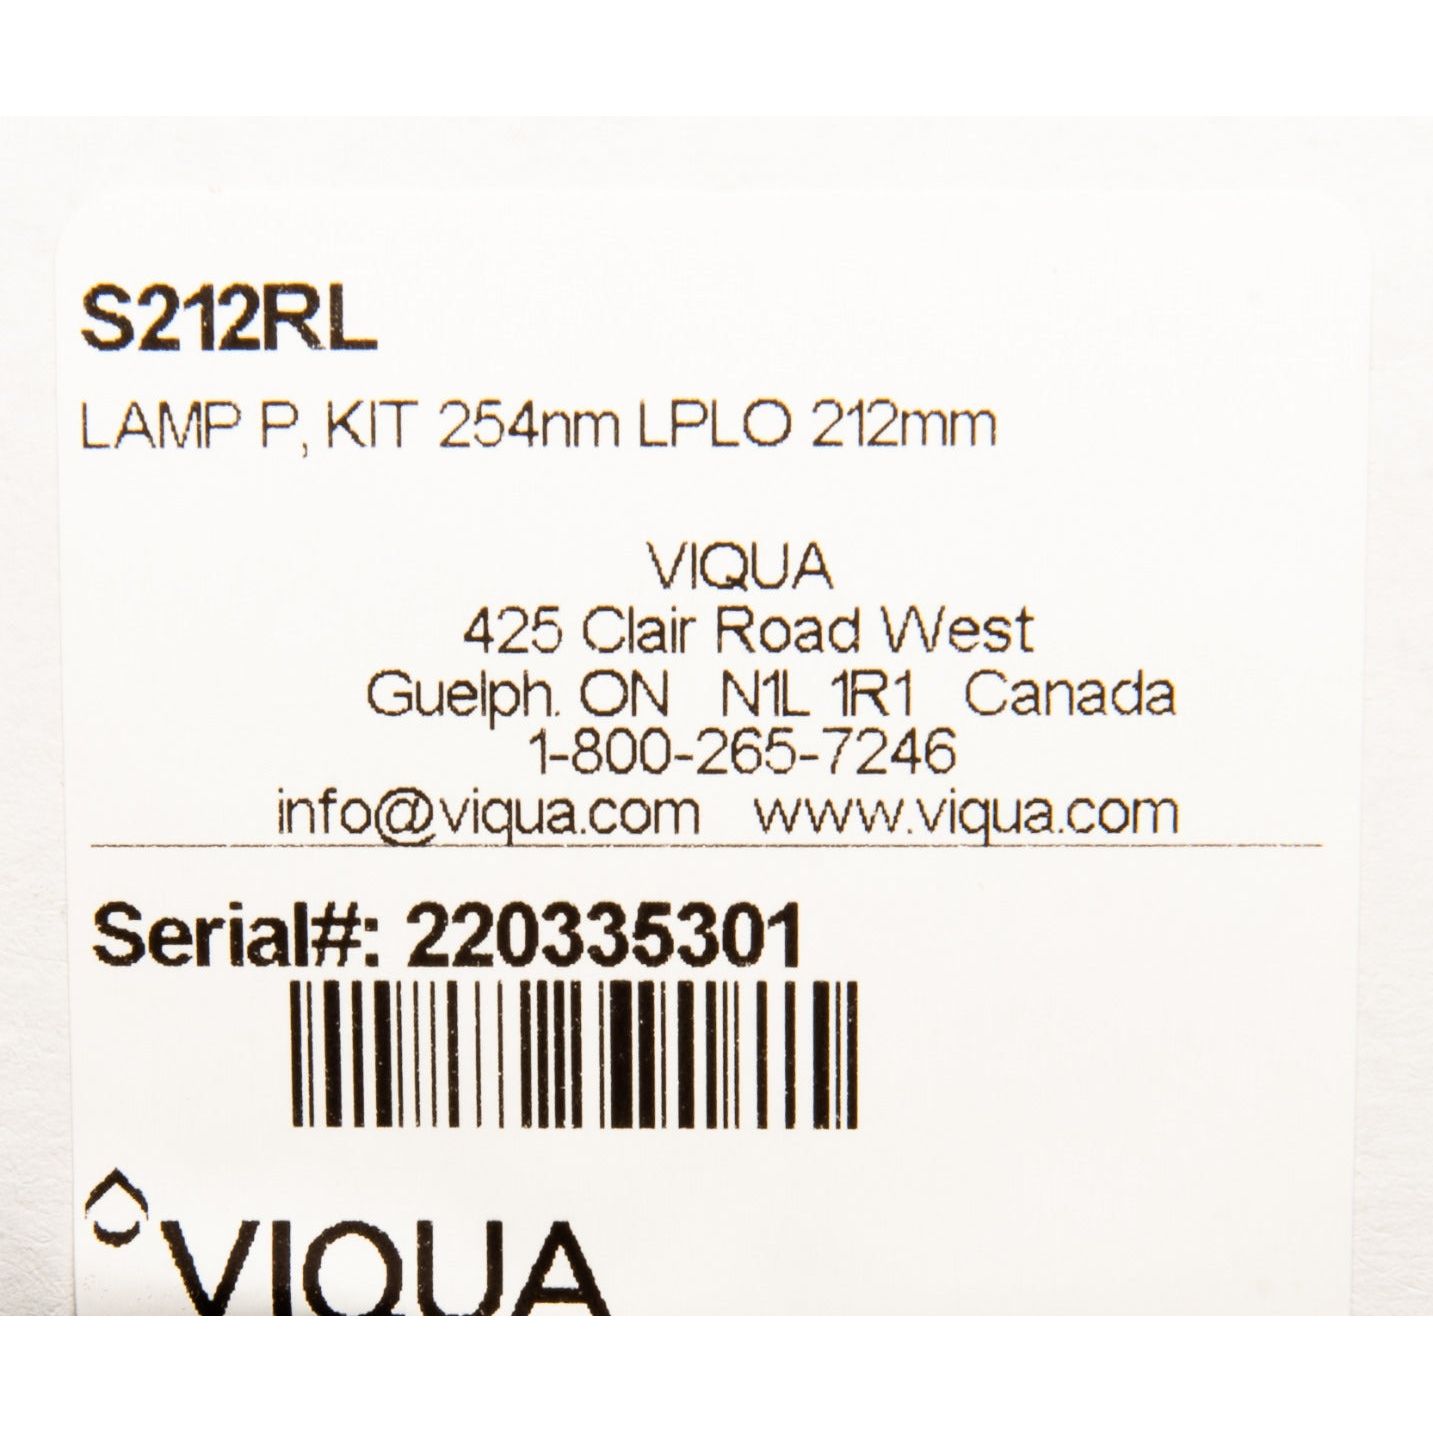 S212RL
LAMP P, KIT 254nm LPLO 212mm
VIQUA
425 Clair Road West
Guelph. ON N1L 1R1 Canada
1-800-265-7246
info@viqua.com www.viqua.com
Serial#: 220335301
VIQUA